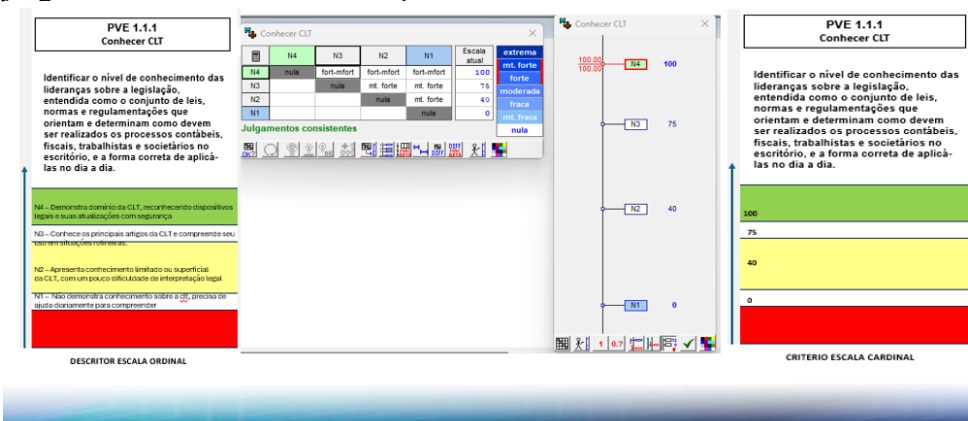 PVE 1.1.1
Conhecer CLT
Identificar o nível de conhecimento das
lideranças sobre a legislação,
entendida como o conjunto de leis,
normas e regulamentações que
orientam e determinam como devem
ser realizados os processos contábeis,
fiscais, trabalhistas e societários no
escritório, e a forma correta de aplicá-
las no dia a dia.
N4 – Demonstra domínio da CLT, reconhecendo dispositivos
legais e suas atualizações com segurança
N3 – Conhece os principais artigos da CLT e compreende seu
uso em situações rotineiras.
N2 – Apresenta conhecimento limitado ou superficial
da CLT, com um pouco dificuldade de interpretação legal
N1 – Não demonstra conhecimento sobre a clt, precisa de
ajuda diariamente para compreender
DESCRITOR ESCALA ORDINAL
Conhecer CLT
N4 N3 N2 N1 Escala atual
N4 nula fort-mfort fort-mfort fort-mfort 100
N3 nula mt. forte mt. forte 75
N2 nula mt. forte 40
N1 nula 0
Julgamentos consistentes
extrema
mt. forte
forte
moderada
fraca
mt. fraca
nula
Conhecer CLT
100.00
100.00
N4 100
N3 75
N2 40
N1 0
PVE 1.1.1
Conhecer CLT
Identificar o nível de conhecimento das
lideranças sobre a legislação,
entendida como o conjunto de leis,
normas e regulamentações que
orientam e determinam como devem
ser realizados os processos contábeis,
fiscais, trabalhistas e societários no
escritório, e a forma correta de aplicá-
las no dia a dia.
100
75
40
0
CRITERIO ESCALA CARDINAL